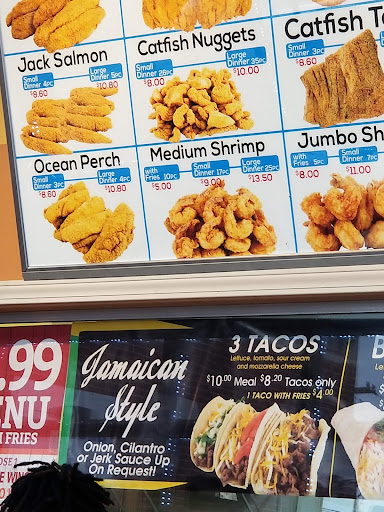 Jack Salmon
Small Dinner 4PC
$8.60
Large Dinner 5PC
$10.80
Catfish Nuggets
Small Dinner 26PC
$8.00
Large Dinner 35PC
$10.00
Catfish
Small Dinner 3PC
$8.60
Ocean Perch
Small Dinner 3PC
$8.60
Large Dinner 4PC
$10.80
Medium Shrimp
with Fries 10PC
$5.00
Small Dinner 17PC
$9.00
Large Dinner 25PC
$13.50
Jumbo
with Fries 5PC
$8.00
Small Dinner 7PC
$11.00
.99
FRIES
Jamaican
Style
Onion, Cilantro
or Jerk Sauce Up
On Request!
3 TACOS
Lettuce, tomato, sour cream
and mozzarella cheese
$10.00 Meal $8.20 Tacos only
1 TACO WITH FRIES $4.00